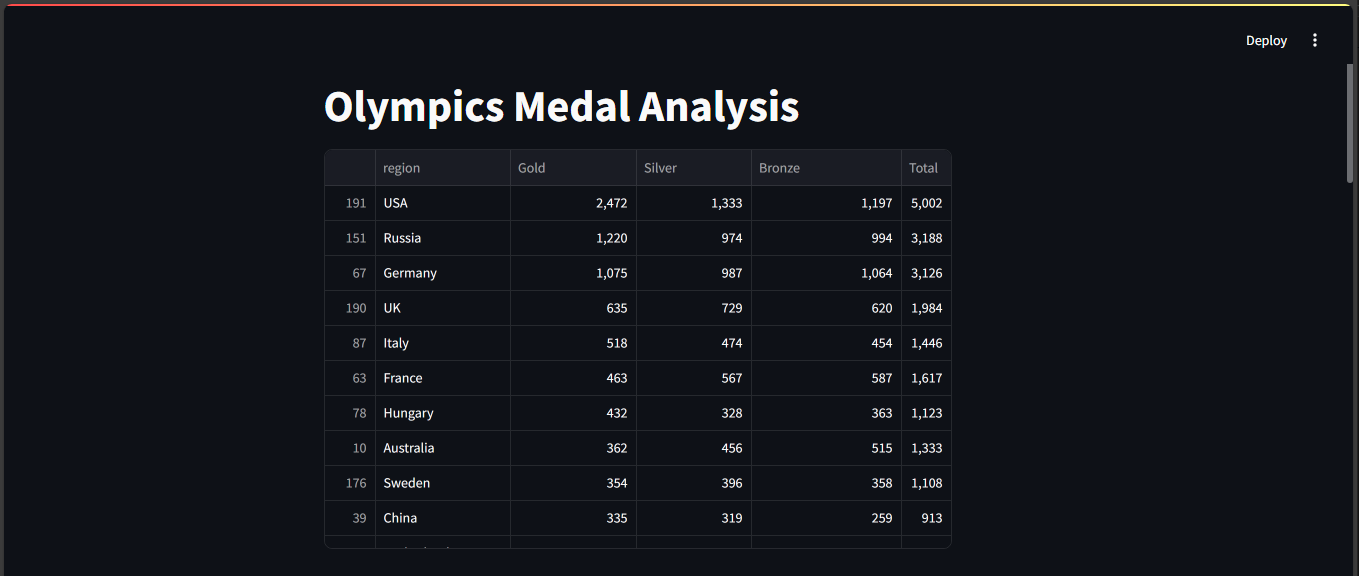 Deploy
Olympics Medal Analysis
region Gold Silver Bronze Total
191 USA 2,472 1,333 1,197 5,002
151 Russia 1,220 974 994 3,188
67 Germany 1,075 987 1,064 3,126
190 UK 635 729 620 1,984
87 Italy 518 474 454 1,446
63 France 463 567 587 1,617
78 Hungary 432 328 363 1,123
10 Australia 362 456 515 1,333
176 Sweden 354 396 358 1,108
39 China 335 319 259 913